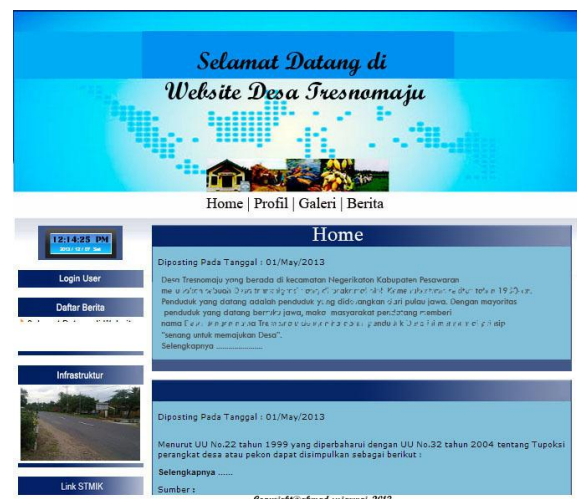 Selamat Datang di
Website Desa Tresnomaju
Home | Profil | Galeri | Berita
12:14:25 PM
Home
Diposting Pada Tanggal : 01/May/2013
Desa Tresnomaju yang berada di kecamatan Negerikaton Kabupaten Pesawaran
Penduduk yang datang adalah penduduk yang didatangkan dari pulau jawa. Dengan mayoritas
penduduk yang datang bersuku jawa, maka masyarakat pendatang memberi
nama
"senang untuk memajukan Desa".
Selengkapnya ......................
Login User
Daftar Berita
Infrastruktur
Link STMIK
Diposting Pada Tanggal : 01/May/2013
Menurut UU No.22 tahun 1999 yang diperbaharui dengan UU No.32 tahun 2004 tentang Tupoksi
perangkat desa atau pekon dapat disimpulkan sebagai berikut :
Selengkapnya ......
Sumber :